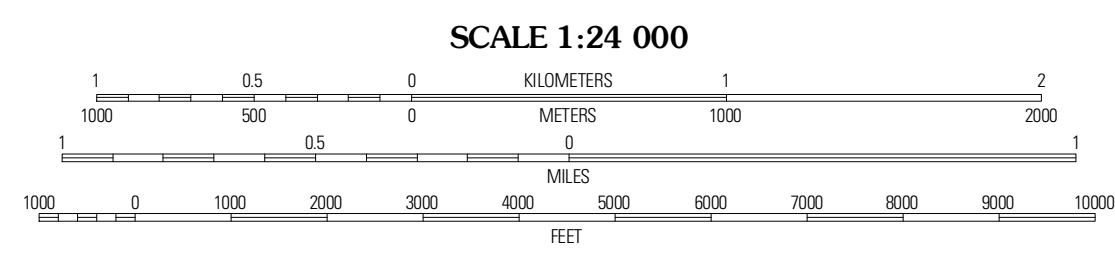 SCALE 1:24 000
1 0.5 0 KILOMETERS 1 2
1000 500 0 METERS 1000 2000
1 0.5 0 1
MILES
1000 0 1000 2000 3000 4000 5000 6000 7000 8000 9000 10000
FEET